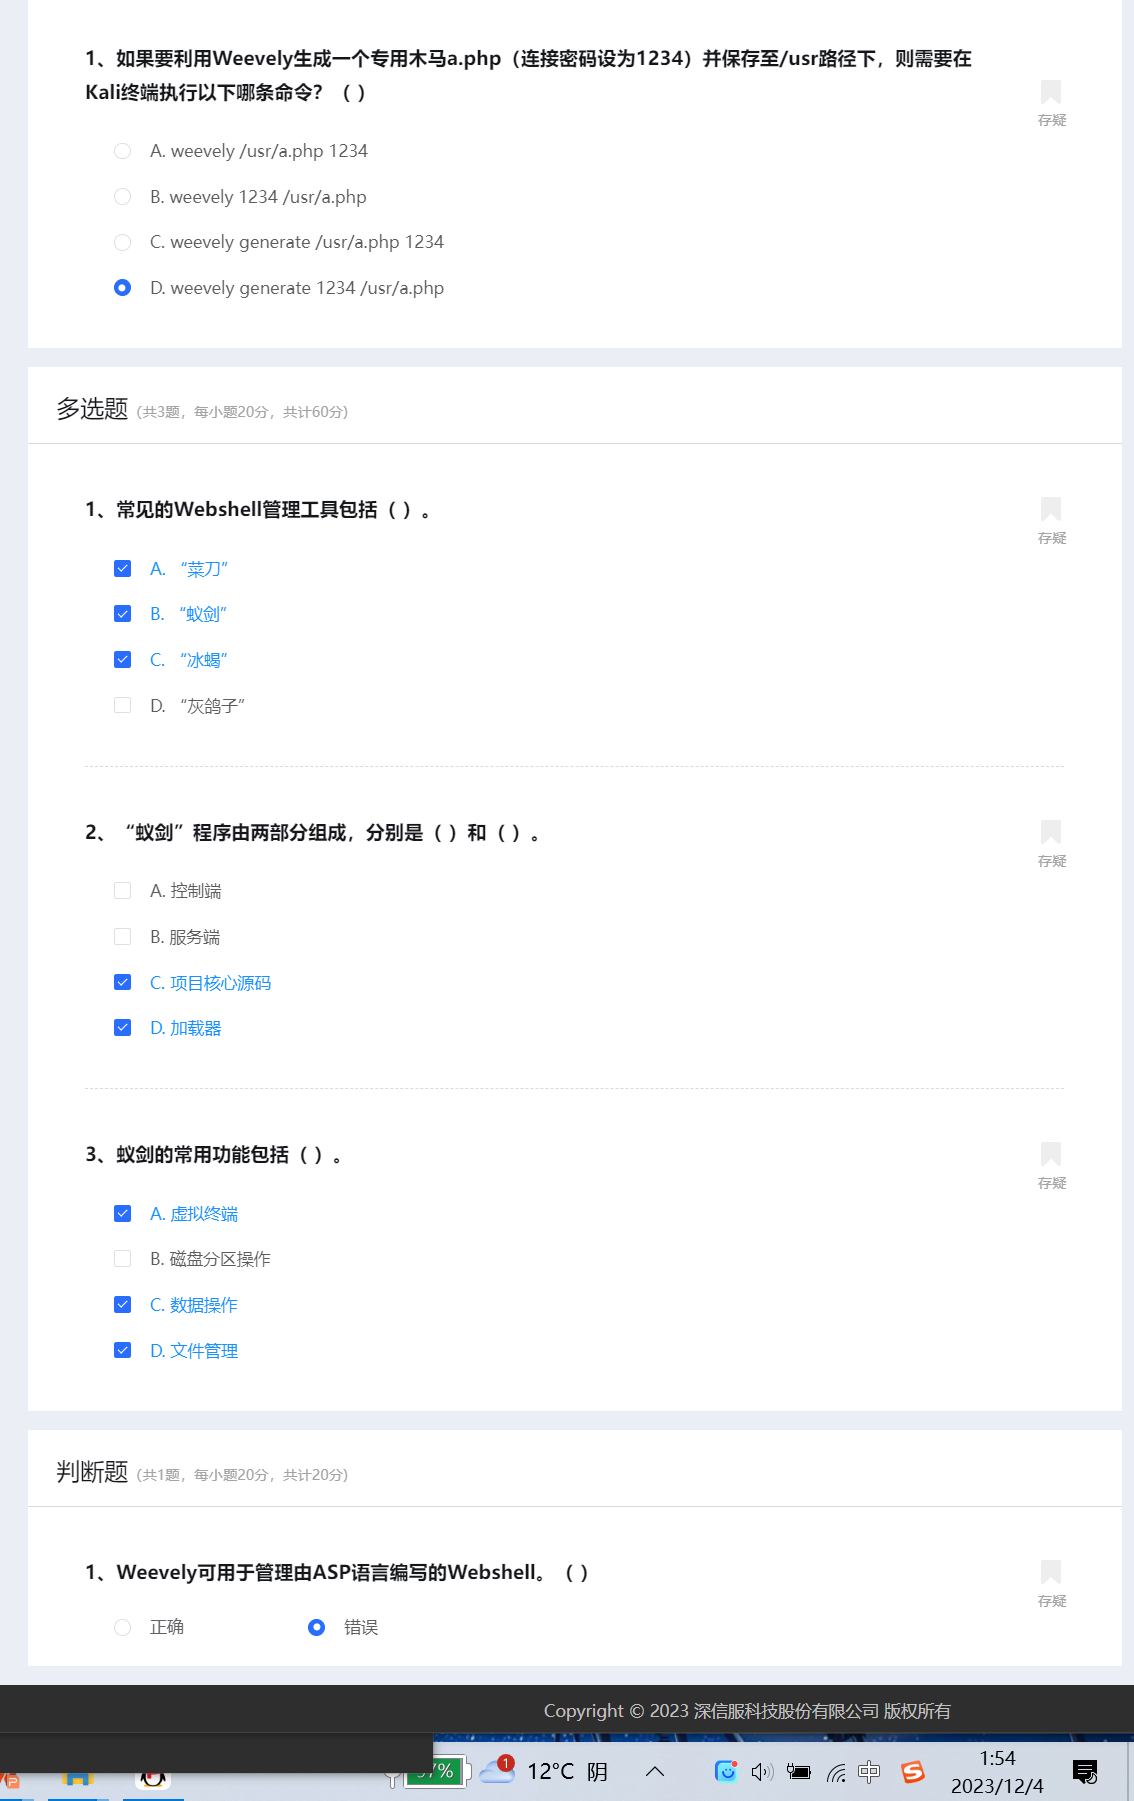 1、如果要利用Weevely生成一个专用木马a.php（连接密码设为1234）并保存至/usr路径下，则需要在
Kali终端执行以下哪条命令？（ ）
存疑
A. weevely /usr/a.php 1234
B. weevely 1234 /usr/a.php
C. weevely generate /usr/a.php 1234
D. weevely generate 1234 /usr/a.php
多选题 (共3题，每小题20分，共计60分)
1、常见的Webshell管理工具包括（ ）。
存疑
A. “菜刀”
B. “蚁剑”
C. “冰蝎”
D. “灰鸽子”
2、“蚁剑”程序由两部分组成，分别是（ ）和（ ）。
存疑
A. 控制端
B. 服务端
C. 项目核心源码
D. 加载器
3、蚁剑的常用功能包括（ ）。
存疑
A. 虚拟终端
B. 磁盘分区操作
C. 数据操作
D. 文件管理
判断题 (共1题，每小题20分，共计20分)
1、Weevely可用于管理由ASP语言编写的Webshell。（ ）
存疑
正确 错误
Copyright © 2023 深信服科技股份有限公司 版权所有
1 12°C 阴 中 1:54
2023/12/4